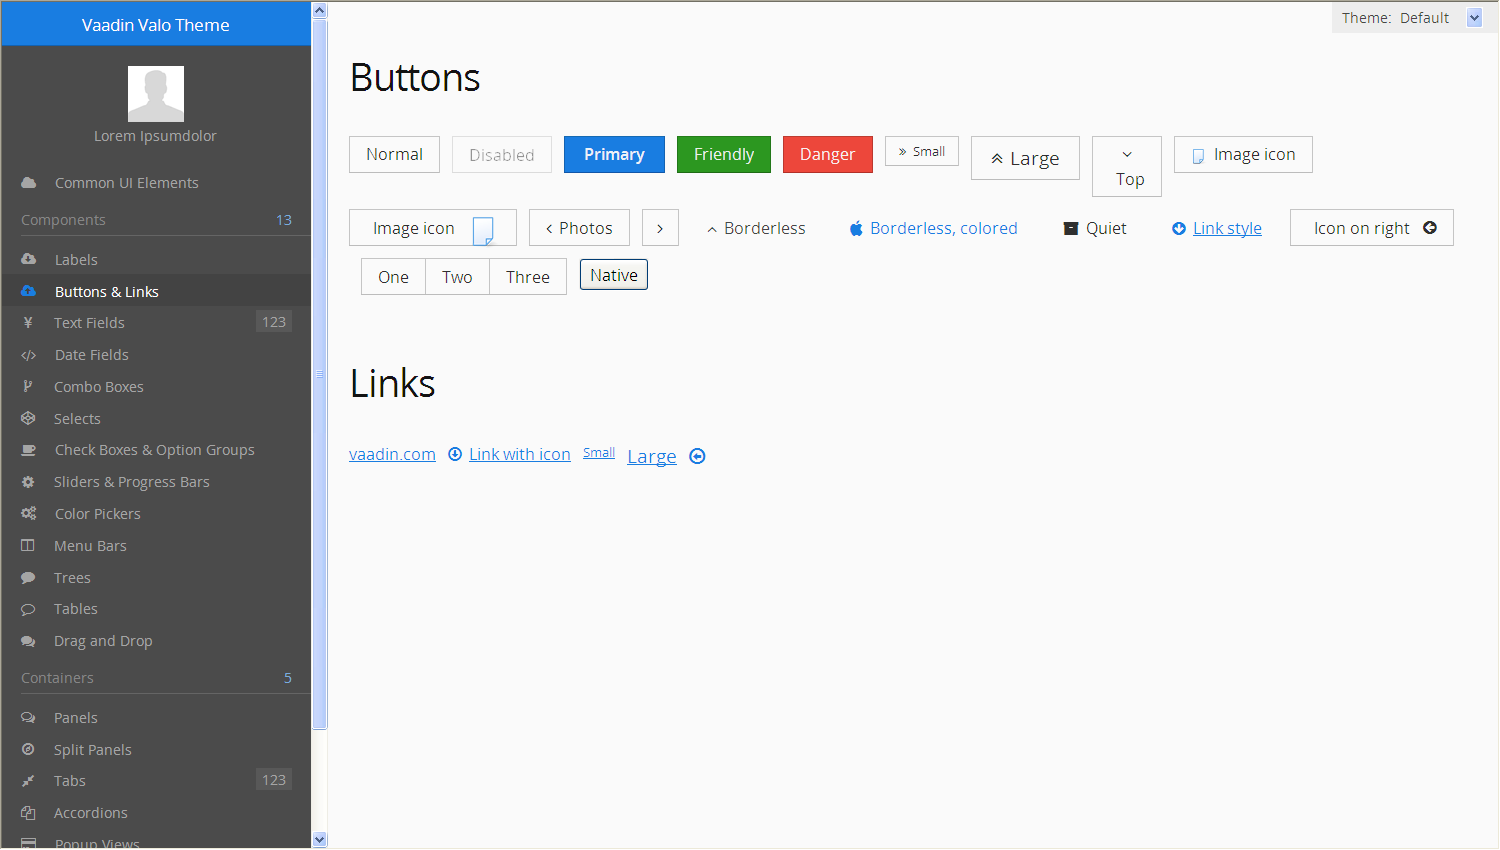 Vaadin Valo Theme
Lorem Ipsumdolor
Common UI Elements
Components 13
Labels
Buttons & Links
Text Fields 123
Date Fields
Combo Boxes
Selects
Check Boxes & Option Groups
Sliders & Progress Bars
Color Pickers
Menu Bars
Trees
Tables
Drag and Drop
Containers 5
Panels
Split Panels
Tabs 123
Accordions
Popup Views
Theme: Default
Buttons
Normal Disabled Primary Friendly Danger Small Large Top Image icon
Image icon Photos Borderless Borderless, colored Quiet Link style Icon on right
One Two Three Native
Links
vaadin.com Link with icon Small Large